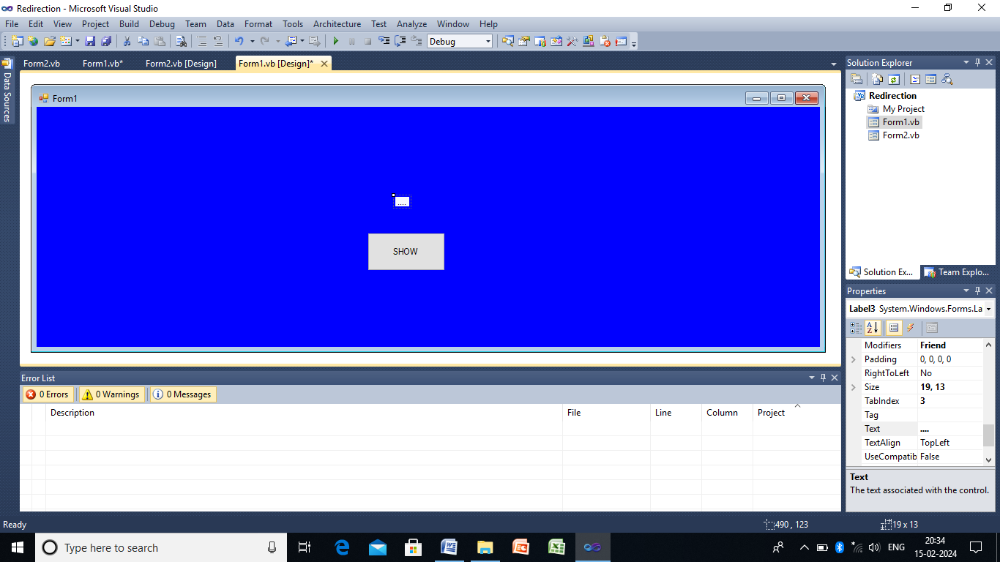 Redirection - Microsoft Visual Studio
File Edit View Project Build Debug Team Data Format Tools Architecture Test Analyze Window Help
Debug
Data Sources
Form2.vb Form1.vb* Form2.vb [Design] Form1.vb [Design]*
Form1
....
SHOW
Error List
0 Errors 0 Warnings 0 Messages
Description File Line Column Project
Solution Explorer
Redirection
My Project
Form1.vb
Form2.vb
Solution Ex... Team Explo...
Properties
Label3 System.Windows.Forms.La
Modifiers Friend
Padding 0, 0, 0, 0
RightToLeft No
Size 19, 13
TabIndex 3
Tag
Text ....
TextAlign TopLeft
UseCompatib False
Text
The text associated with the control.
Ready 490 , 123 19 x 13
Type here to search
ENG
20:34
15-02-2024